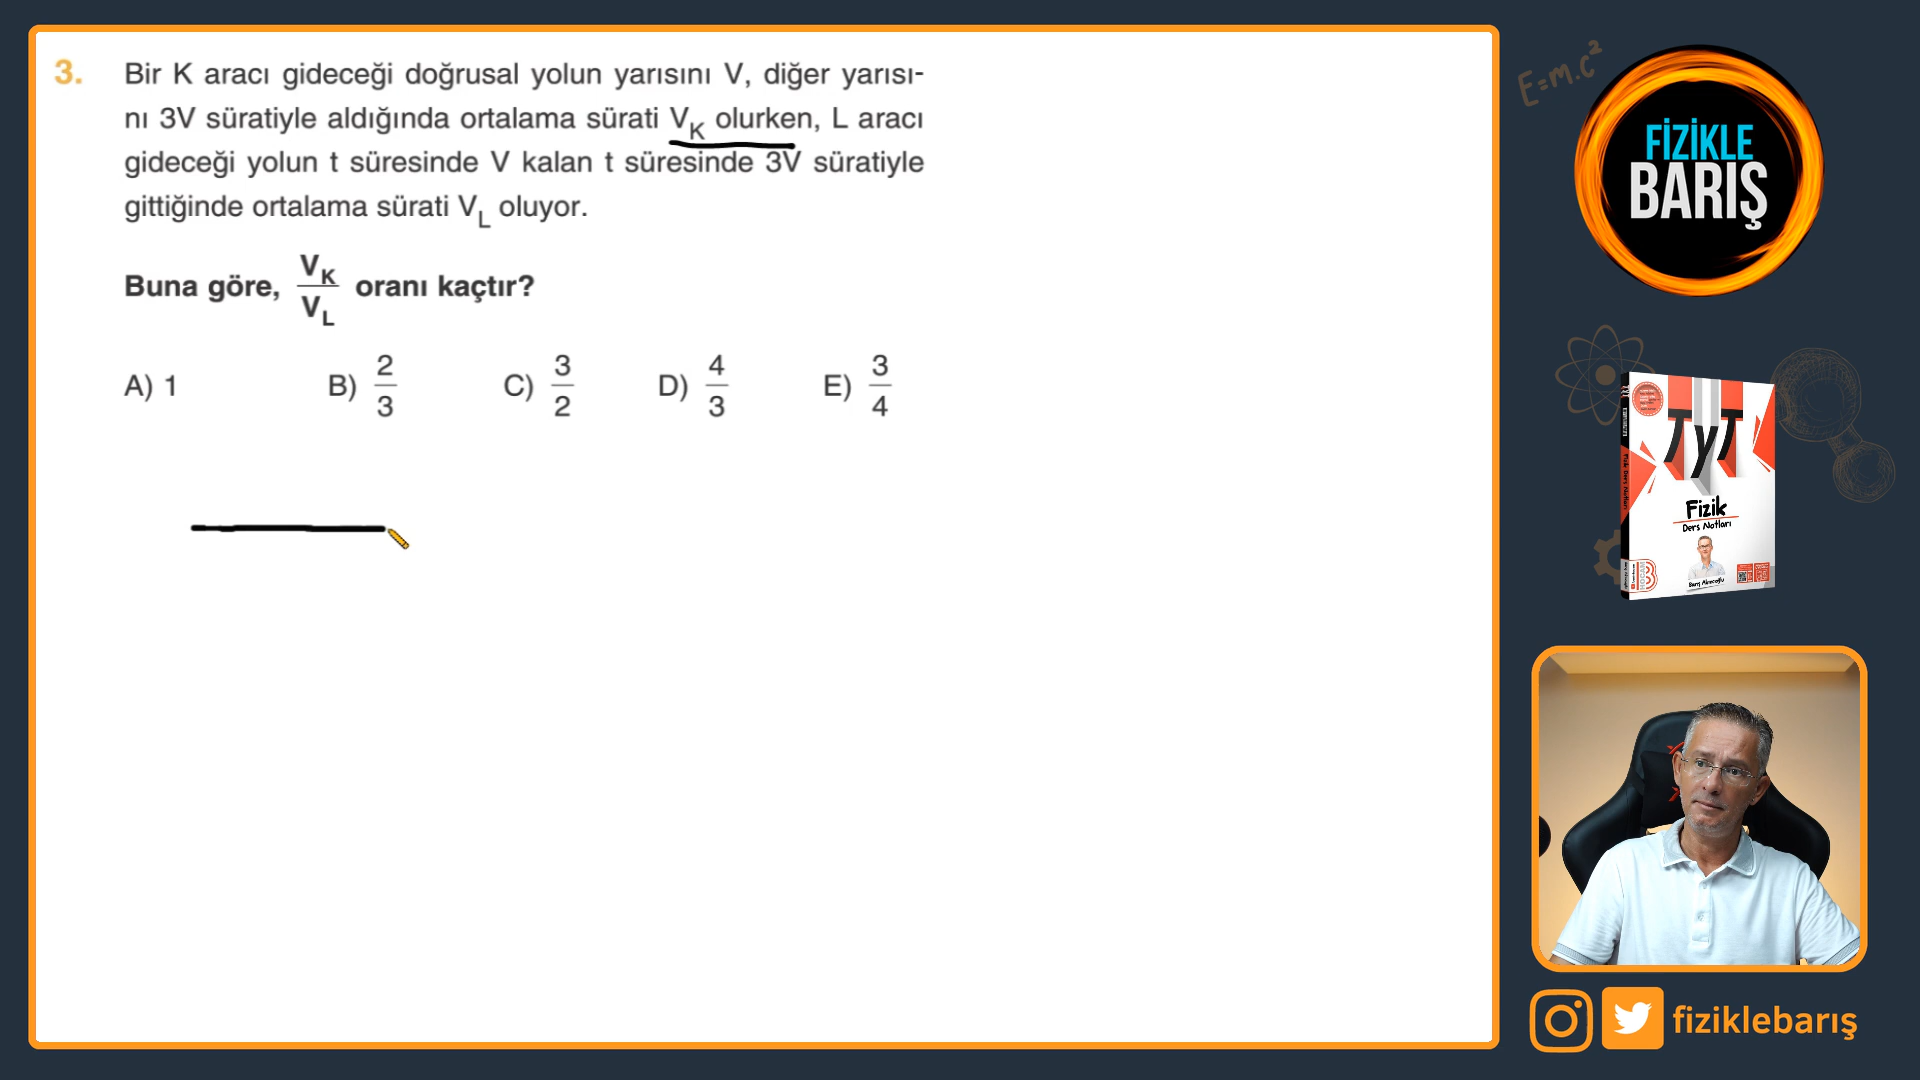 3. Bir K aracı gideceği doğrusal yolun yarısını V, diğer yarısı-
nı 3V süratiyle aldığında ortalama sürati V_K olurken, L aracı
gideceği yolun t süresinde V kalan t süresinde 3V süratiyle
gittiğinde ortalama sürati V_L oluyor.
Buna göre, V_K / V_L oranı kaçtır?
A) 1 B) 2/3 C) 3/2 D) 4/3 E) 3/4
E=m.c²
FİZİKLE
BARIŞ
TYT
Fizik
Ders Notları
Barış Akıncıoğlu
fiziklebarış